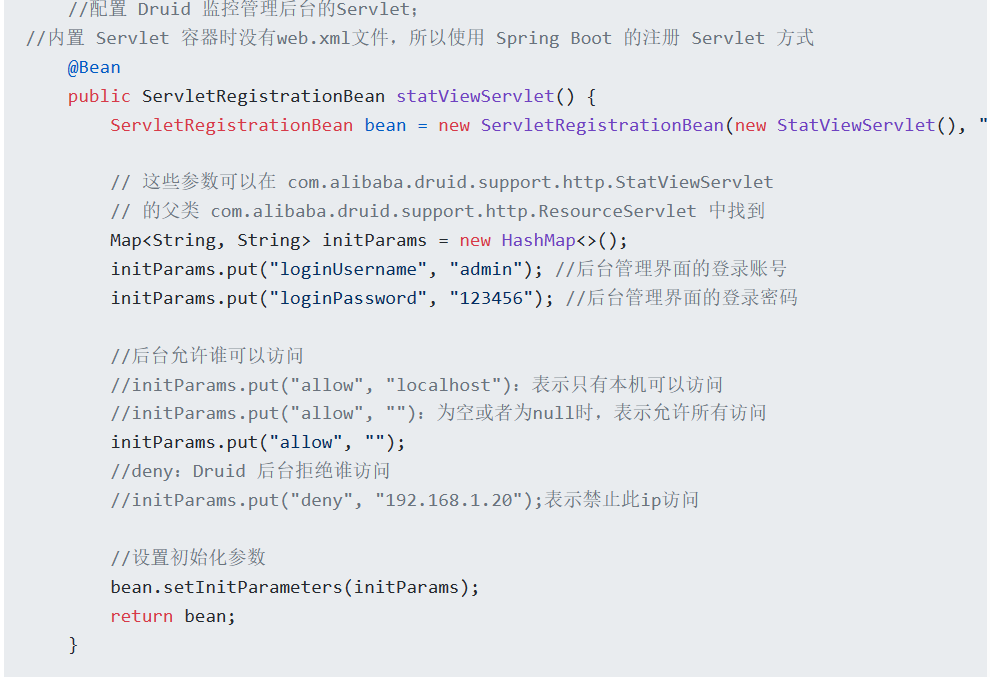 //配置 Druid 监控管理后台的Servlet；
//内置 Servlet 容器时没有web.xml文件，所以使用 Spring Boot 的注册 Servlet 方式
@Bean
public ServletRegistrationBean statViewServlet() {
ServletRegistrationBean bean = new ServletRegistrationBean(new StatViewServlet(), "
// 这些参数可以在 com.alibaba.druid.support.http.StatViewServlet
// 的父类 com.alibaba.druid.support.http.ResourceServlet 中找到
Map<String, String> initParams = new HashMap<>();
initParams.put("loginUsername", "admin"); //后台管理界面的登录账号
initParams.put("loginPassword", "123456"); //后台管理界面的登录密码
//后台允许谁可以访问
//initParams.put("allow", "localhost")：表示只有本机可以访问
//initParams.put("allow", "")：为空或者为null时，表示允许所有访问
initParams.put("allow", "");
//deny：Druid 后台拒绝谁访问
//initParams.put("deny", "192.168.1.20");表示禁止此ip访问
//设置初始化参数
bean.setInitParameters(initParams);
return bean;
}